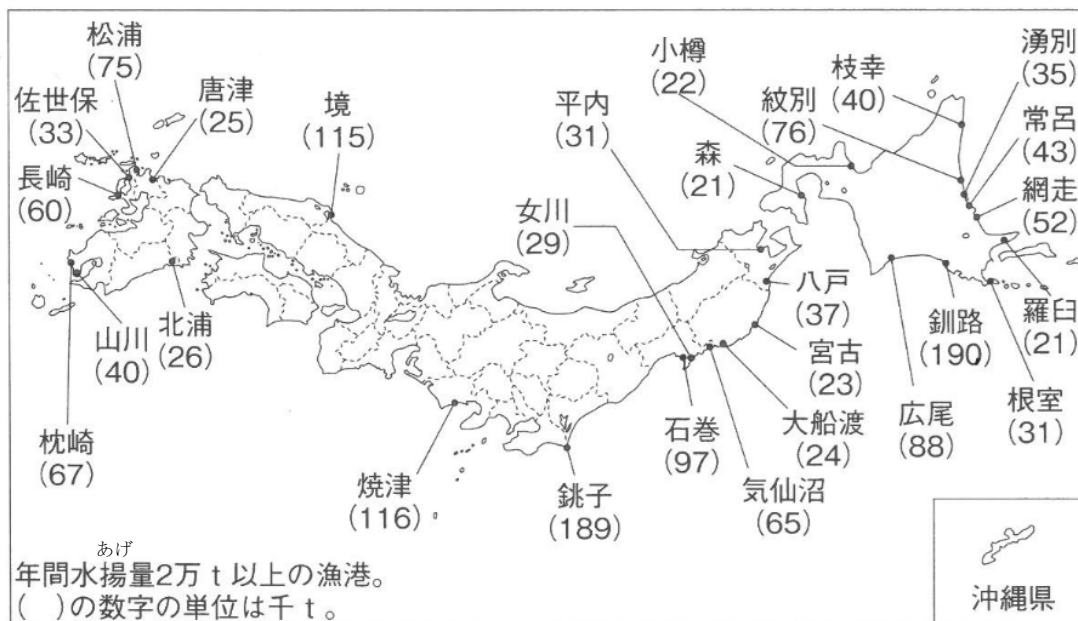 松浦
(75)
佐世保
(33)
唐津
(25)
長崎
(60)
境
(115)
小樽
(22)
平内
(31)
枝幸
(40)
湧別
(35)
紋別
(76)
常呂
(43)
森
(21)
網走
(52)
女川
(29)
八戸
(37)
山川
(40)
北浦
(26)
宮古
(23)
釧路
(190)
羅臼
(21)
枕崎
(67)
焼津
(116)
銚子
(189)
石巻
(97)
大船渡
(24)
気仙沼
(65)
広尾
(88)
根室
(31)
あげ
年間水揚量2万t以上の漁港。
( )の数字の単位は千t。
沖縄県